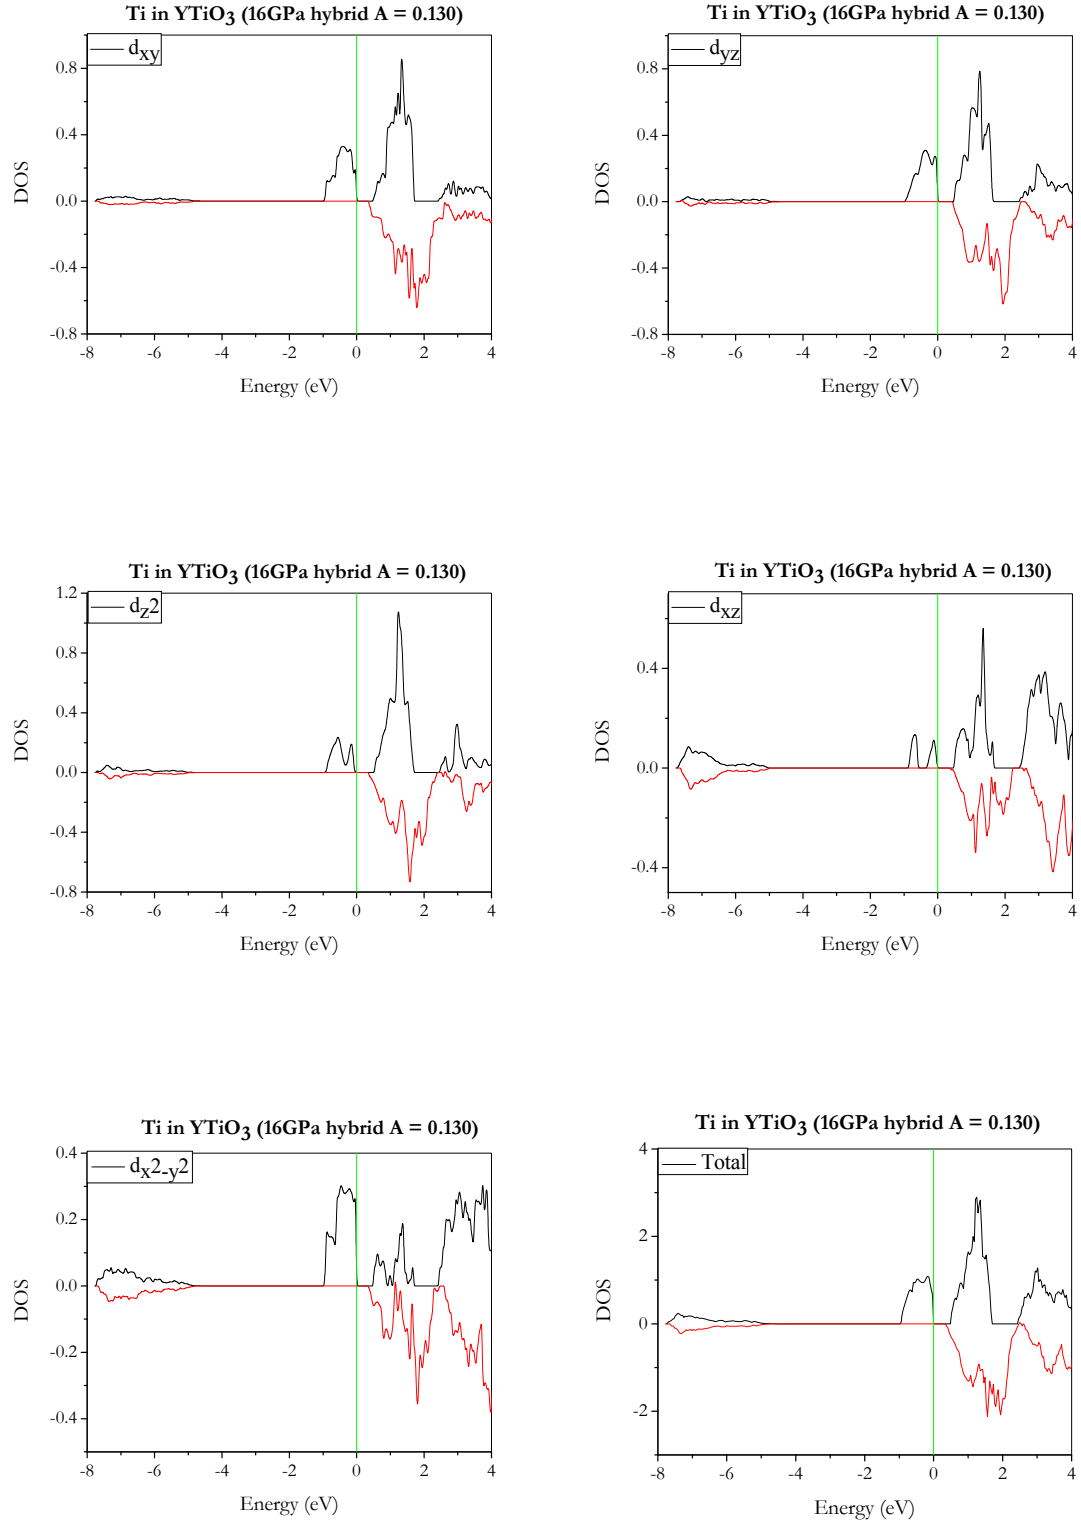 Ti in YTiO3 (16GPa hybrid A = 0.130)
dxy
0.8
0.4
0.0
-0.4
-0.8
DOS
-8 -6 -4 -2 0 2 4
Energy (eV)
Ti in YTiO3 (16GPa hybrid A = 0.130)
dyz
0.8
0.4
0.0
-0.4
-0.8
DOS
-8 -6 -4 -2 0 2 4
Energy (eV)
Ti in YTiO3 (16GPa hybrid A = 0.130)
dz2
1.2
0.8
0.4
0.0
-0.4
-0.8
DOS
-8 -6 -4 -2 0 2 4
Energy (eV)
Ti in YTiO3 (16GPa hybrid A = 0.130)
dxz
0.4
0.0
-0.4
DOS
-8 -6 -4 -2 0 2 4
Energy (eV)
Ti in YTiO3 (16GPa hybrid A = 0.130)
dx2-y2
0.4
0.2
0.0
-0.2
-0.4
DOS
-8 -6 -4 -2 0 2 4
Energy (eV)
Ti in YTiO3 (16GPa hybrid A = 0.130)
Total
4
2
0
-2
DOS
-8 -6 -4 -2 0 2 4
Energy (eV)